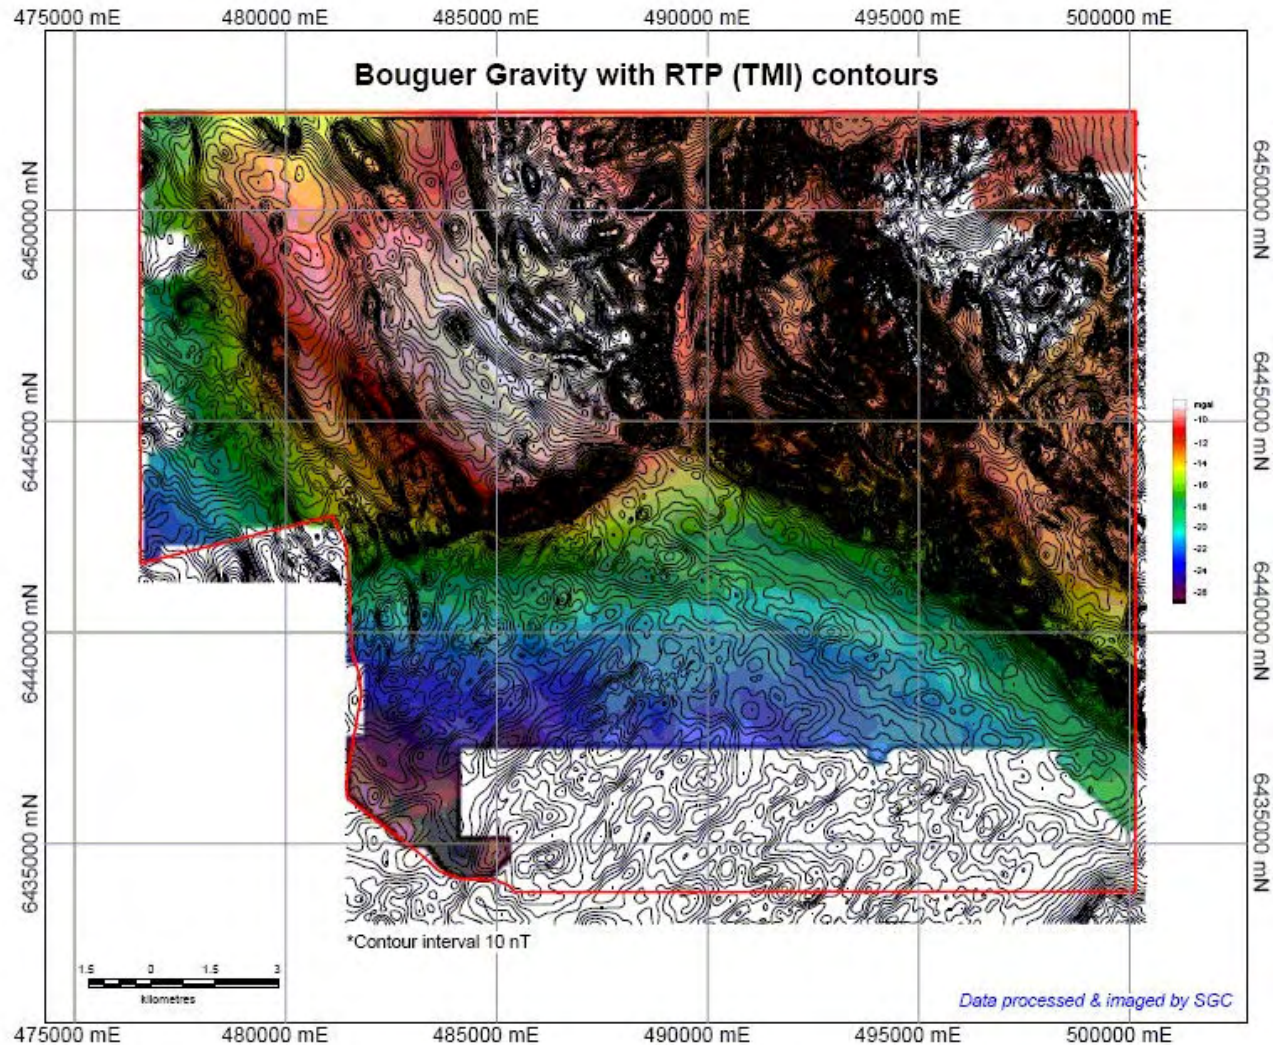 475000 mE 480000 mE 485000 mE 490000 mE 495000 mE 500000 mE
Bouguer Gravity with RTP (TMI) contours
6450000 mN 6450000 mN
6445000 mN 6445000 mN
mgal
-10
-12
-14
-16
-18
-20
-22
-24
-26
6440000 mN 6440000 mN
6435000 mN 6435000 mN
*Contour interval 10 nT
1.5 0 1.5 3
kilometres
Data processed & imaged by SGC
475000 mE 480000 mE 485000 mE 490000 mE 495000 mE 500000 mE